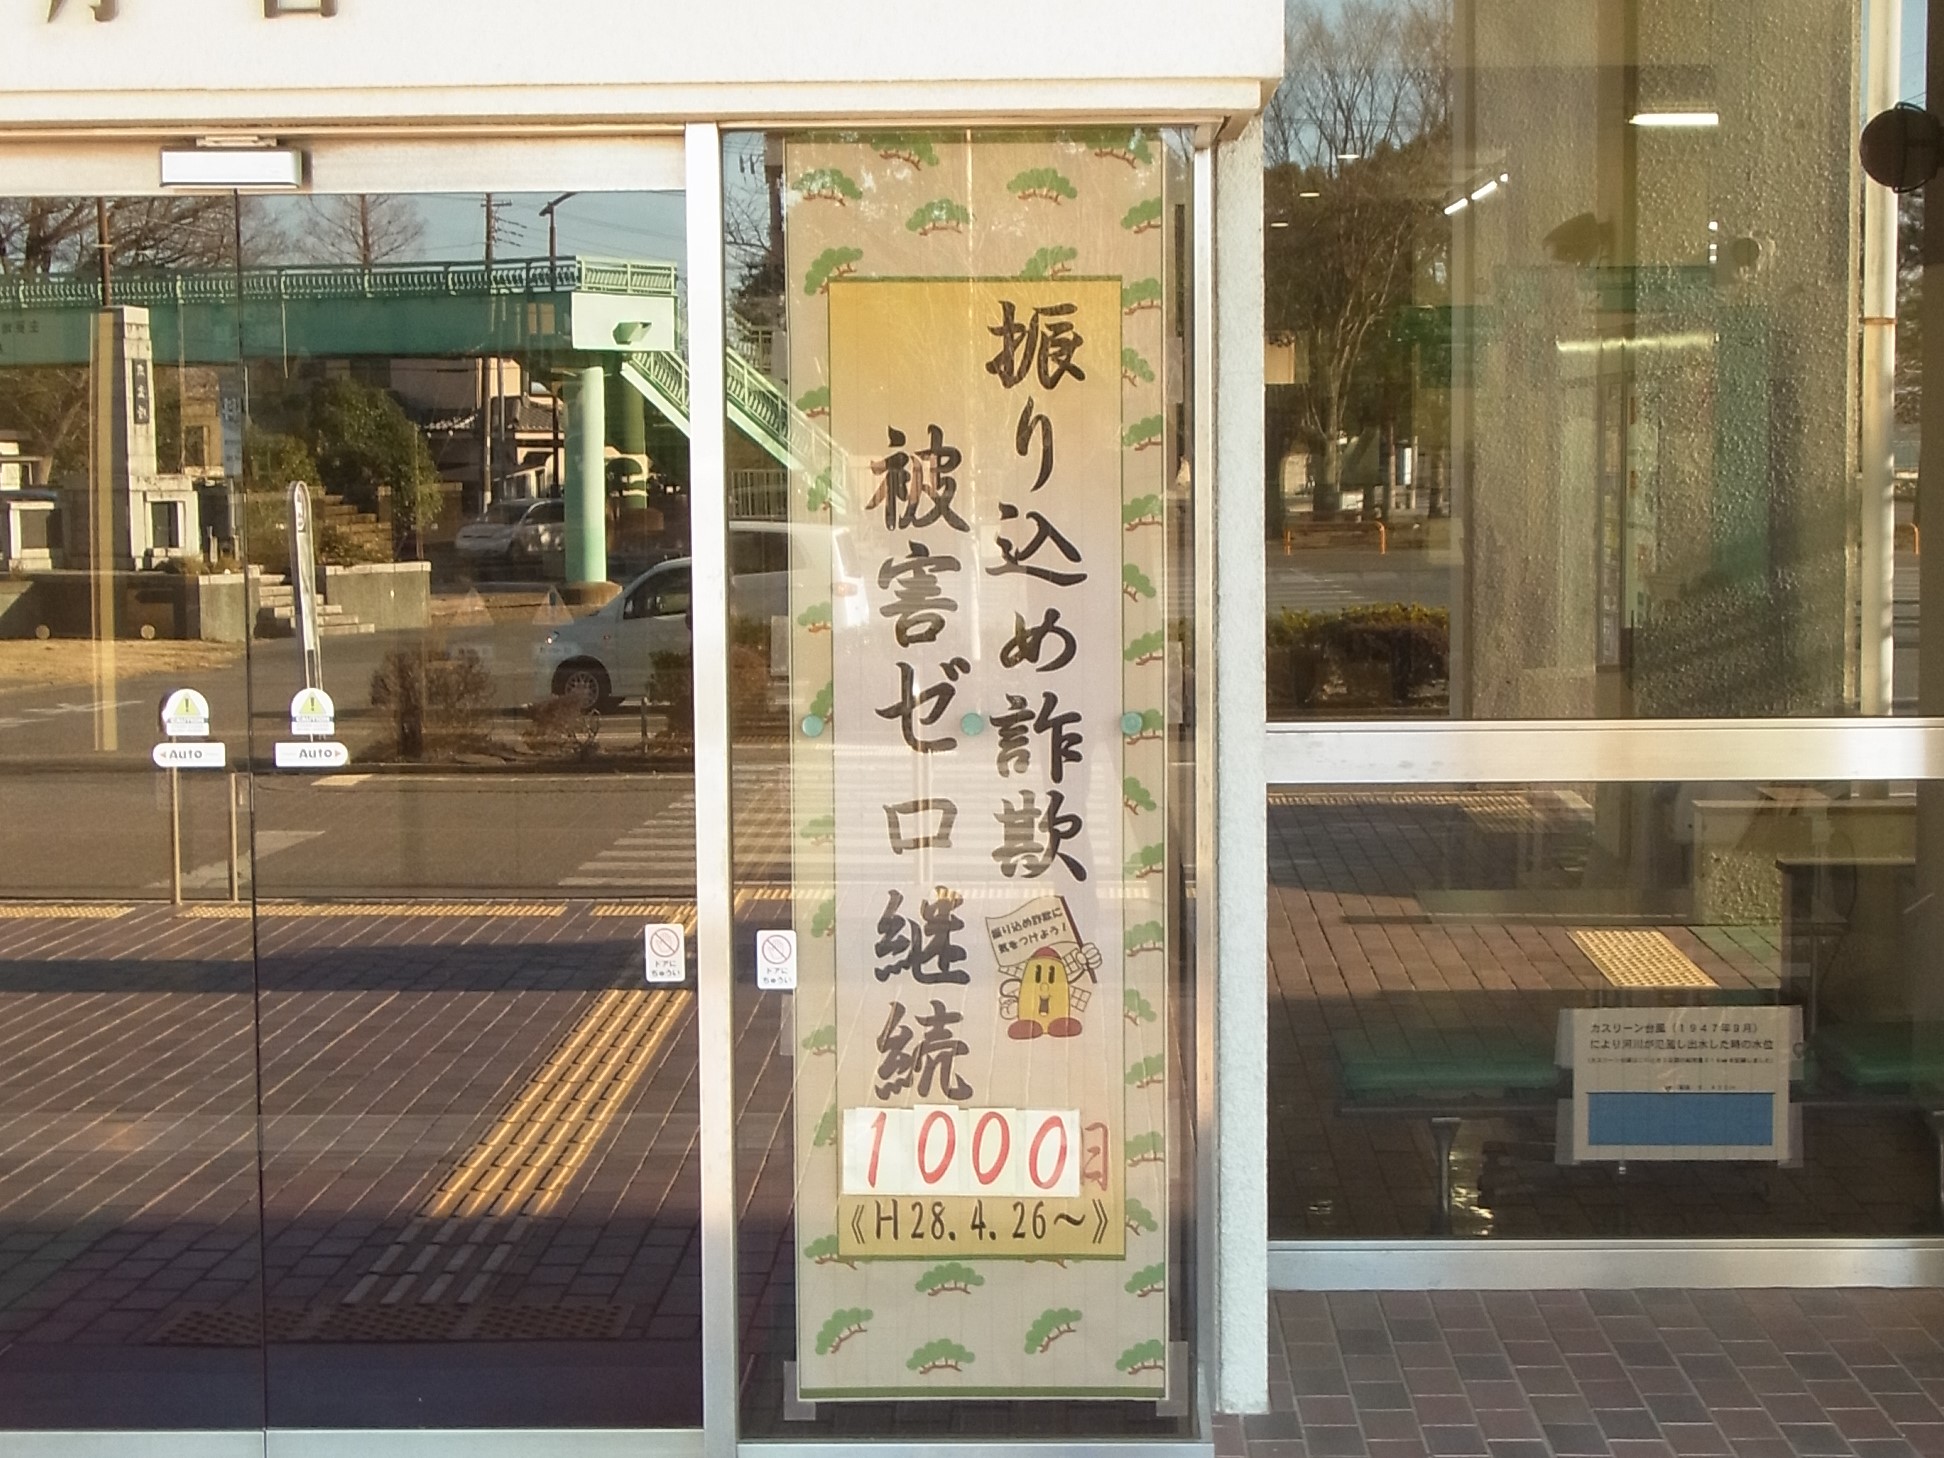 振り込め詐欺
被害ゼロ継続
1000日
《H28.4.26～》
振り込め詐欺に
気をつけよう！
CAUTION
Auto
CAUTION
Auto
ドアに
ちゅうい
ドアに
ちゅうい
カスリーン台風（1947年9月）
により河川が氾濫し出水した時の水位